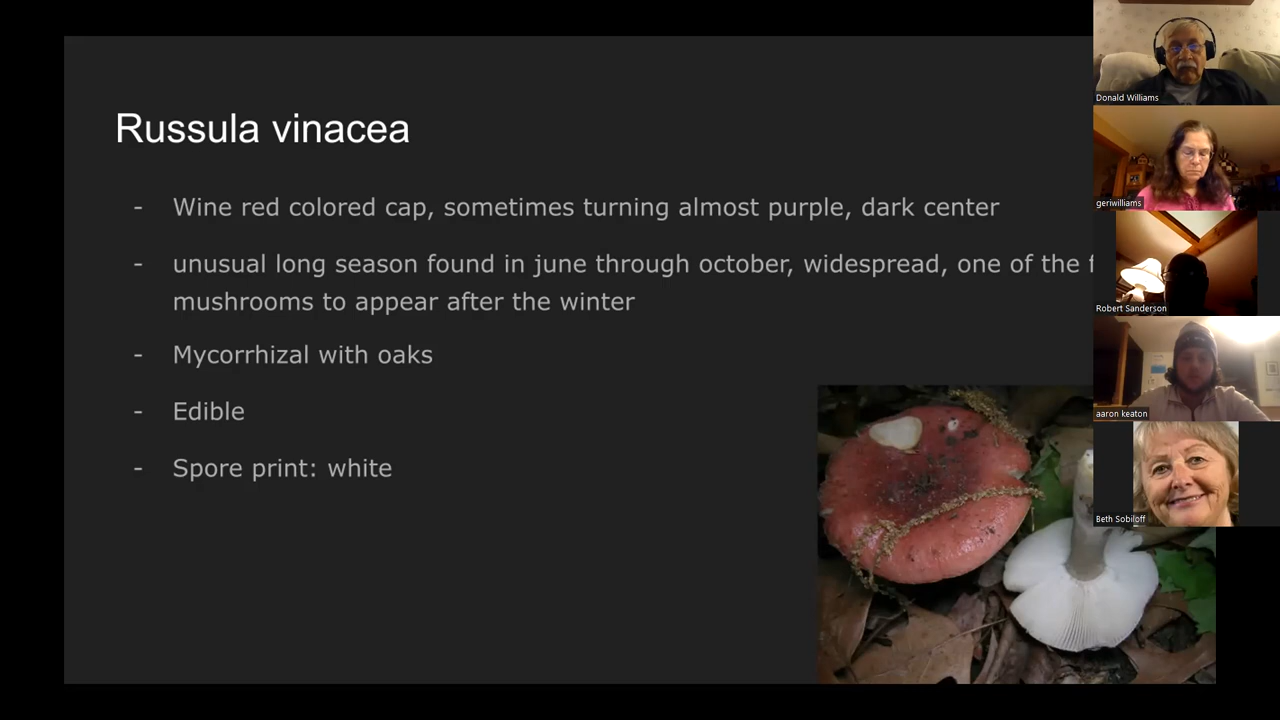 Russula vinacea
- Wine red colored cap, sometimes turning almost purple, dark center
- unusual long season found in june through october, widespread, one of the
mushrooms to appear after the winter
- Mycorrhizal with oaks
- Edible
- Spore print: white
Donald Williams
geriwilliams
Robert Sanderson
aaron keaton
Beth Sobiloff